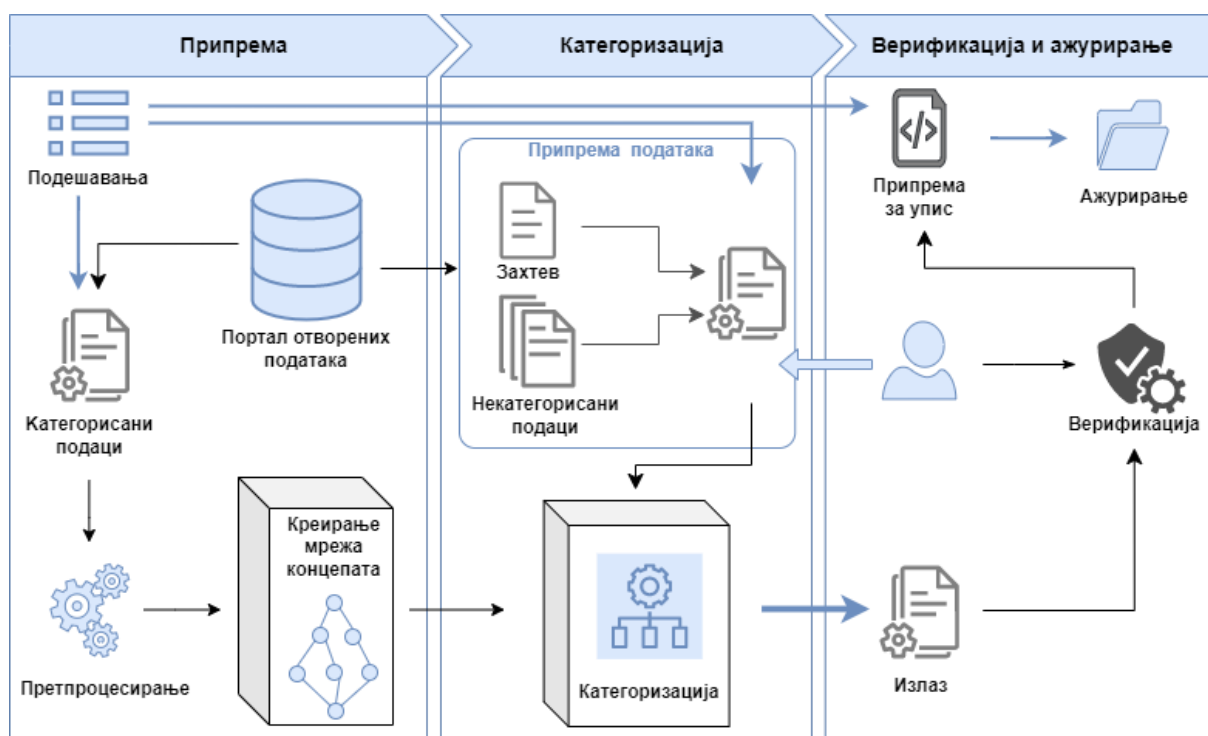 Припрема
Категоризација
Верификација и ажурирање
Подешавања
Портал отворених
података
Категорисани
подаци
Претпроцесирање
Креирање
мрежа
концепата
Припрема података
Захтев
Некатегорисани
подаци
Категоризација
Припрема
за упис
Ажурирање
Верификација
Излаз